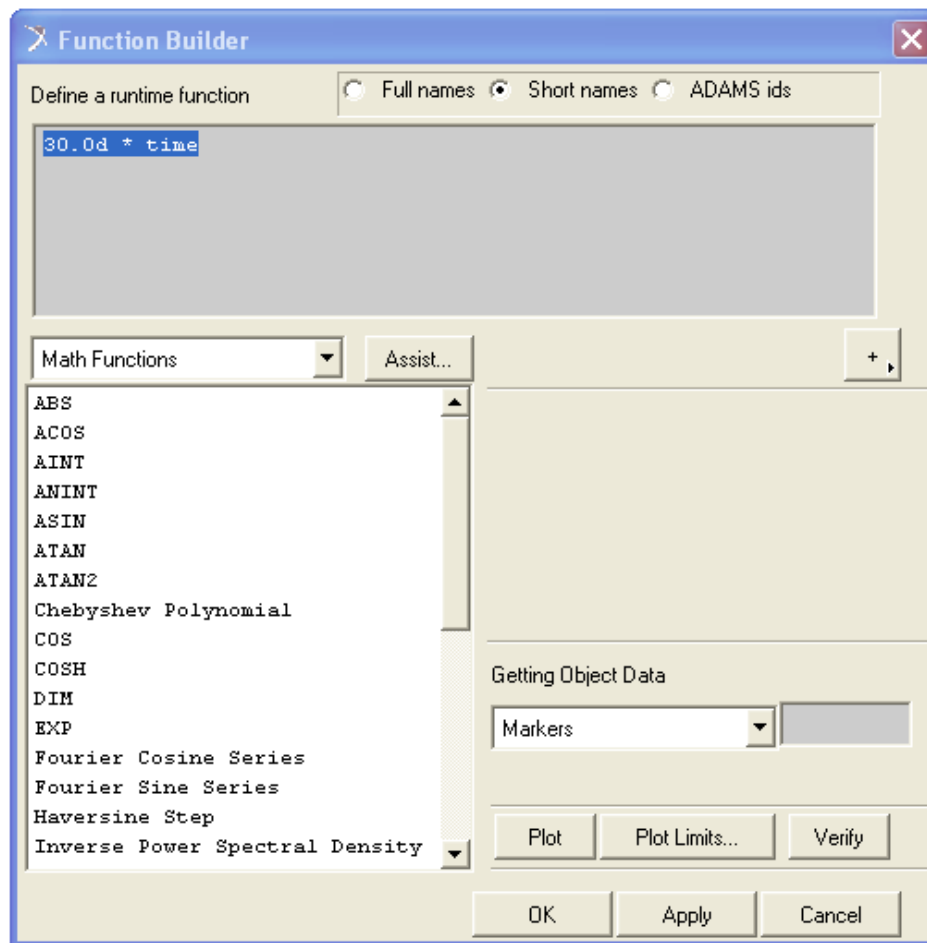 Function Builder
Define a runtime function
Full names Short names ADAMS ids
30.0d * time
Math Functions
Assist...
+
ABS
ACOS
AINT
ANINT
ASIN
ATAN
ATAN2
Chebyshev Polynomial
COS
COSH
DIM
EXP
Fourier Cosine Series
Fourier Sine Series
Haversine Step
Inverse Power Spectral Density
Getting Object Data
Markers
Plot Plot Limits... Verify
OK Apply Cancel